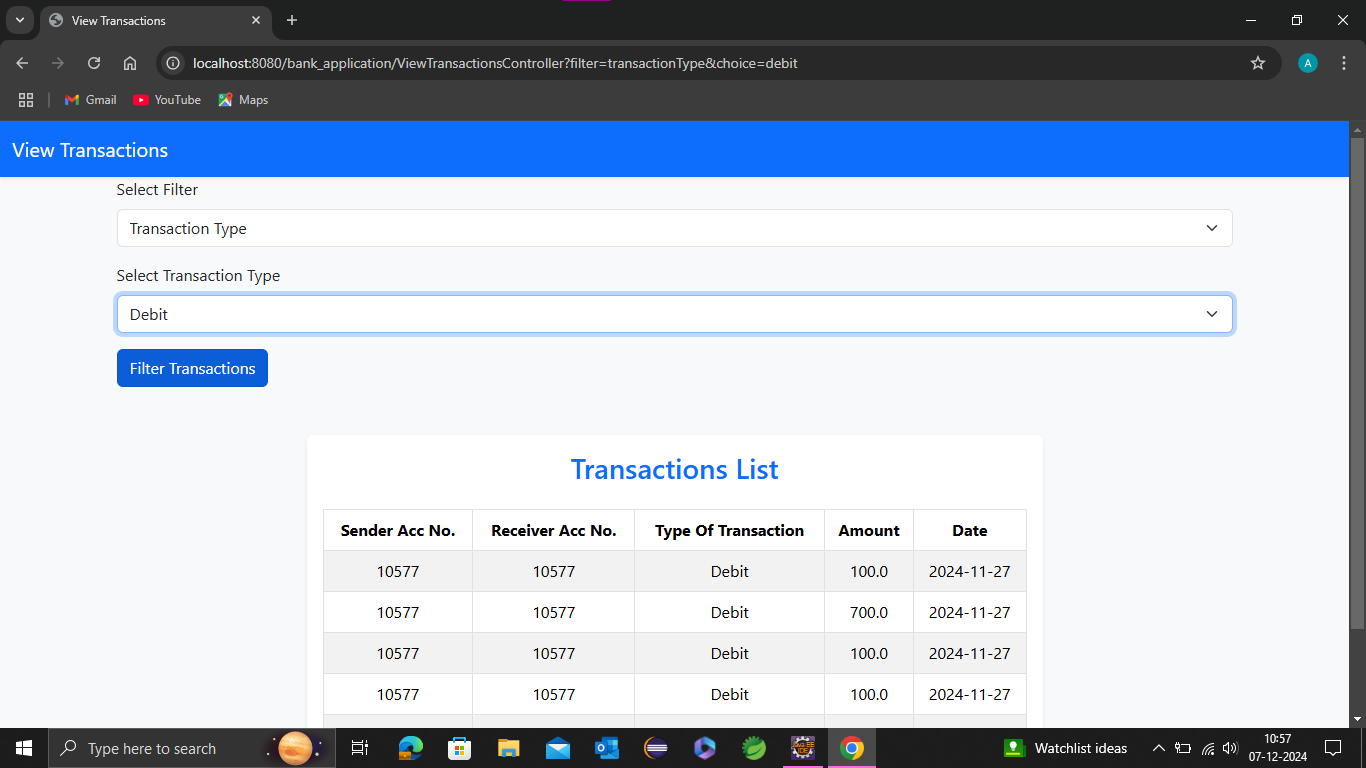 View Transactions
localhost:8080/bank_application/ViewTransactionsController?filter=transactionType&choice=debit
A
Gmail YouTube Maps
View Transactions
Select Filter
Transaction Type
Select Transaction Type
Debit
Filter Transactions
Transactions List
Sender Acc No. Receiver Acc No. Type Of Transaction Amount Date
10577 10577 Debit 100.0 2024-11-27
10577 10577 Debit 700.0 2024-11-27
10577 10577 Debit 100.0 2024-11-27
10577 10577 Debit 100.0 2024-11-27
Type here to search
Watchlist ideas
10:57
07-12-2024